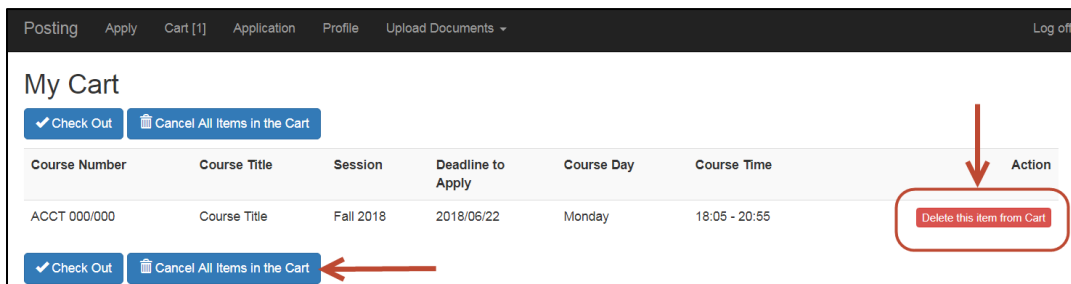 Posting Apply Cart [1] Application Profile Upload Documents Log off
My Cart
Check Out Cancel All Items in the Cart
Course Number Course Title Session Deadline to Apply Course Day Course Time Action
ACCT 000/000 Course Title Fall 2018 2018/06/22 Monday 18:05 - 20:55 Delete this item from Cart
Check Out Cancel All Items in the Cart